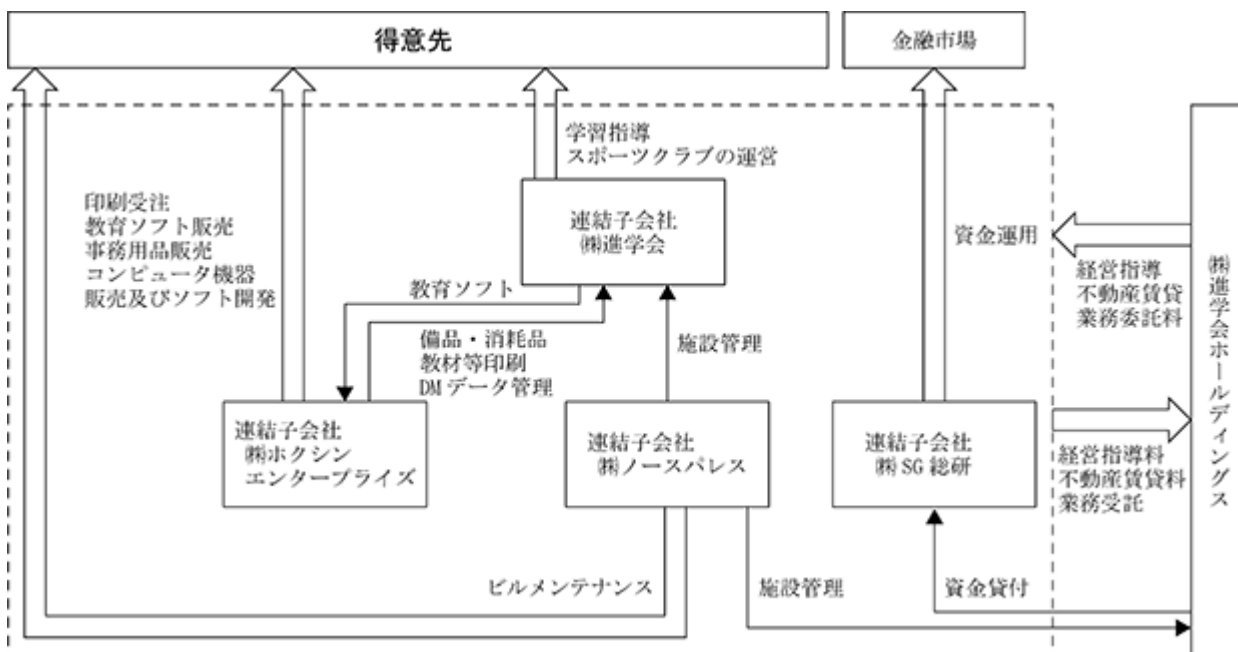 得意先
金融市場
学習指導
スポーツクラブの運営
印刷受注
教育ソフト販売
事務用品販売
コンピュータ機器
販売及びソフト開発
連結子会社
㈱進学会
資金運用
経営指導
不動産賃貸
業務委託料
㈱進学会ホールディングス
教育ソフト
備品・消耗品
教材等印刷
DMデータ管理
施設管理
連結子会社
㈱ホクシン
エンタープライズ
連結子会社
㈱ノースパレス
連結子会社
㈱SG総研
経営指導料
不動産賃貸料
業務受託
ビルメンテナンス
施設管理
資金貸付